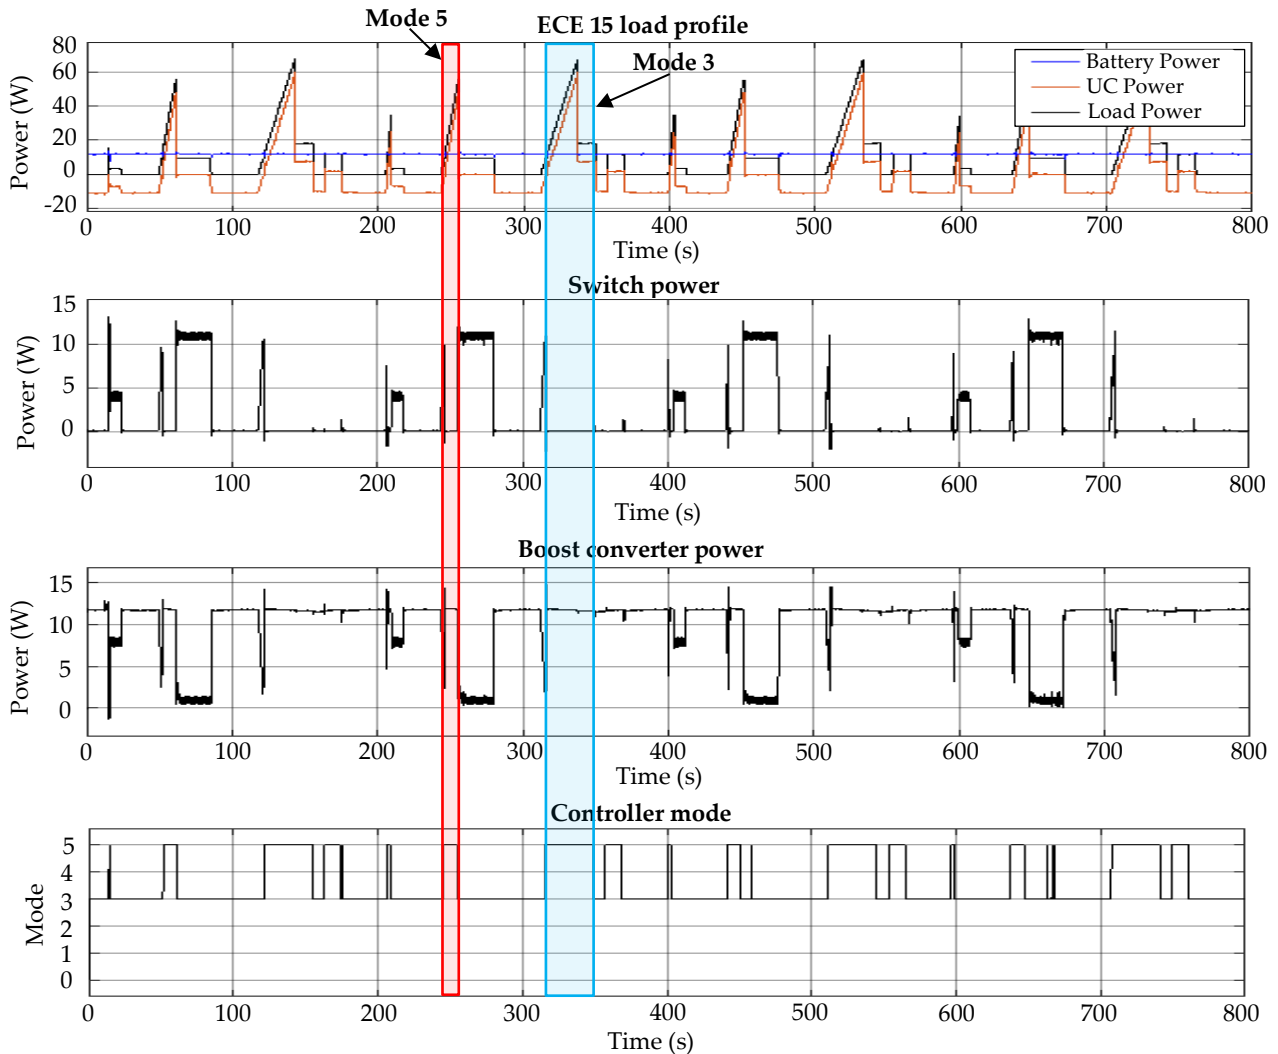 Mode 5
ECE 15 load profile
Mode 3
Battery Power
UC Power
Load Power
Power (W)
80
60
40
20
0
-20
0 100 200 300 400 500 600 700 800
Time (s)
Switch power
Power (W)
15
10
5
0
0 100 200 300 400 500 600 700 800
Time (s)
Boost converter power
Power (W)
15
10
5
0
0 100 200 300 400 500 600 700 800
Time (s)
Controller mode
Mode
5
4
3
2
1
0
0 100 200 300 400 500 600 700 800
Time (s)